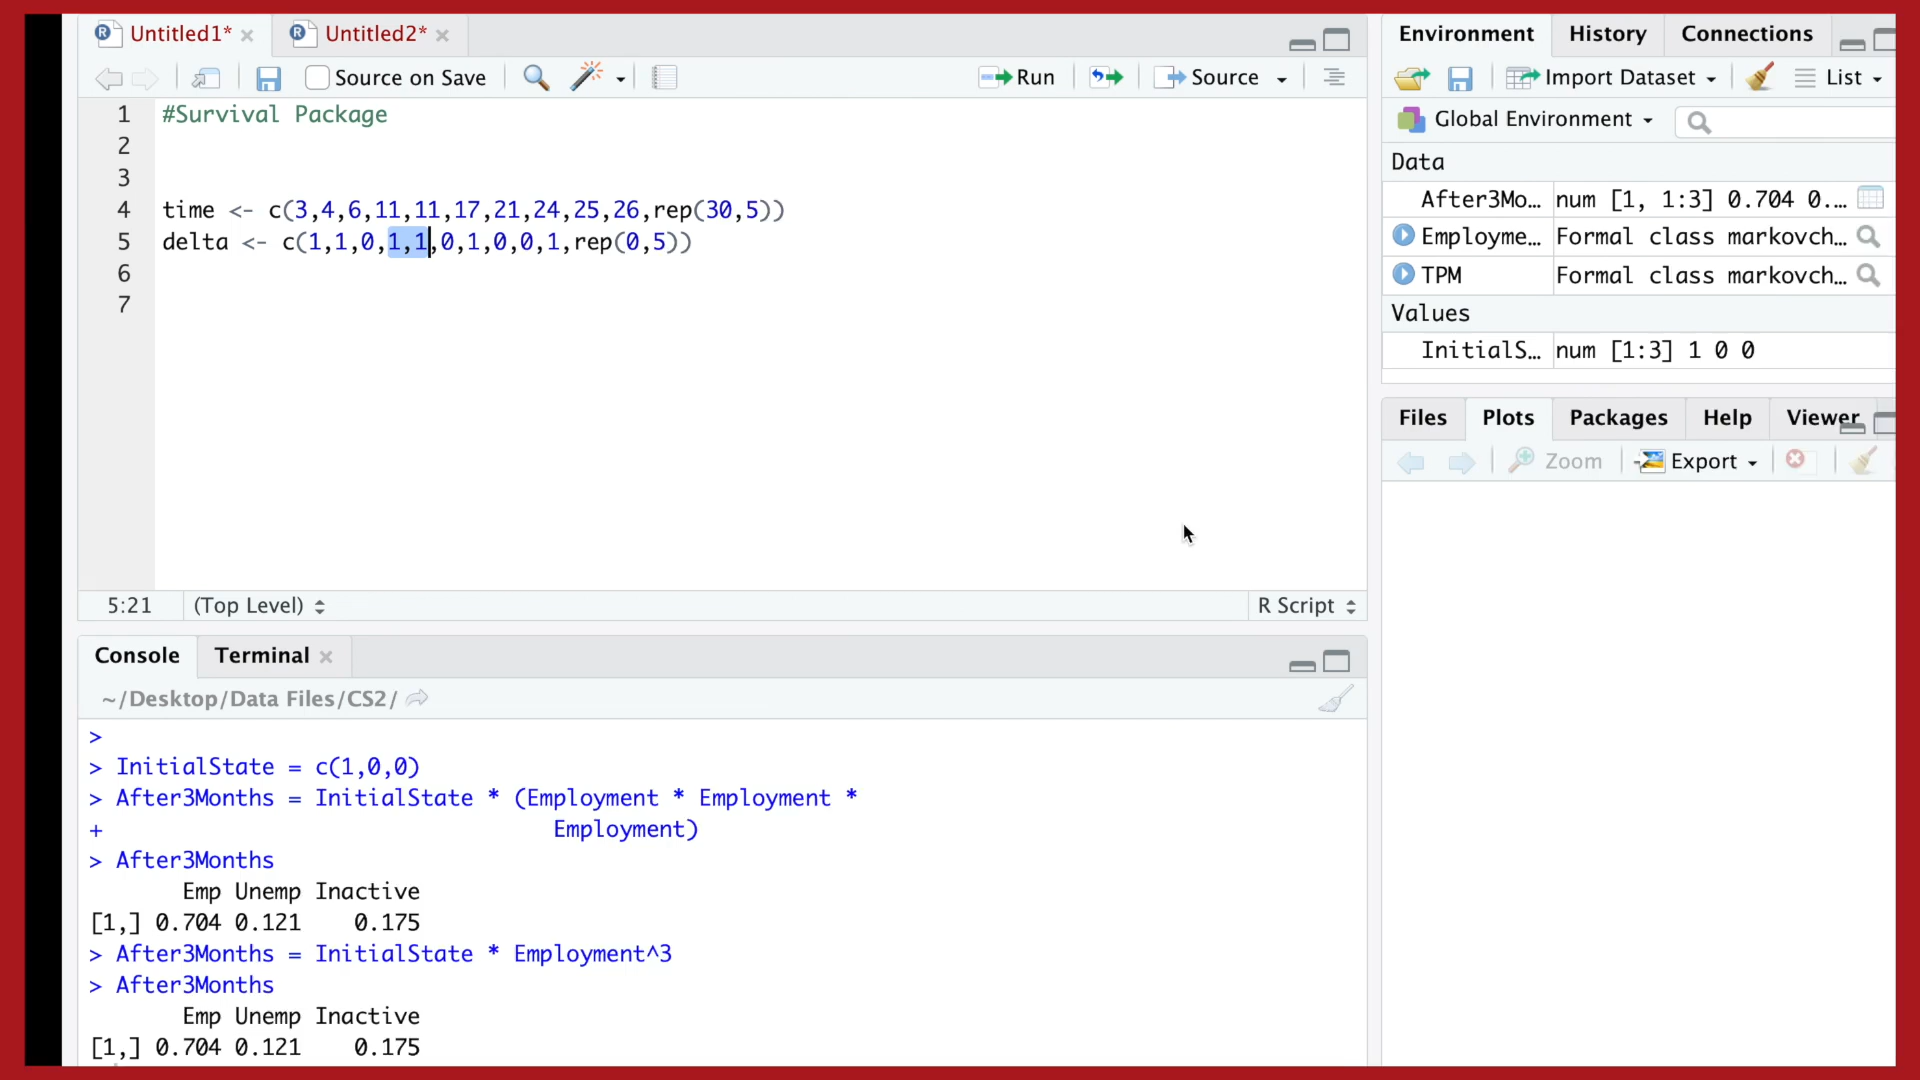 Untitled1*
Untitled2*
Source on Save
Run
Source
1 #Survival Package
2
3
4 time <- c(3,4,6,11,11,17,21,24,25,26,rep(30,5))
5 delta <- c(1,1,0,1,1,0,1,0,0,1,rep(0,5))
6
7
5:21 (Top Level) R Script
Console Terminal
~/Desktop/Data Files/CS2/
>
> InitialState = c(1,0,0)
> After3Months = InitialState * (Employment * Employment *
+ Employment)
> After3Months
Emp Unemp Inactive
[1,] 0.704 0.121 0.175
> After3Months = InitialState * Employment^3
> After3Months
Emp Unemp Inactive
[1,] 0.704 0.121 0.175
Environment History Connections
Import Dataset List
Global Environment
Data
After3Mo… num [1, 1:3] 0.704 0.…
Employme… Formal class markovch…
TPM Formal class markovch…
Values
InitialS… num [1:3] 1 0 0
Files Plots Packages Help Viewer
Zoom Export